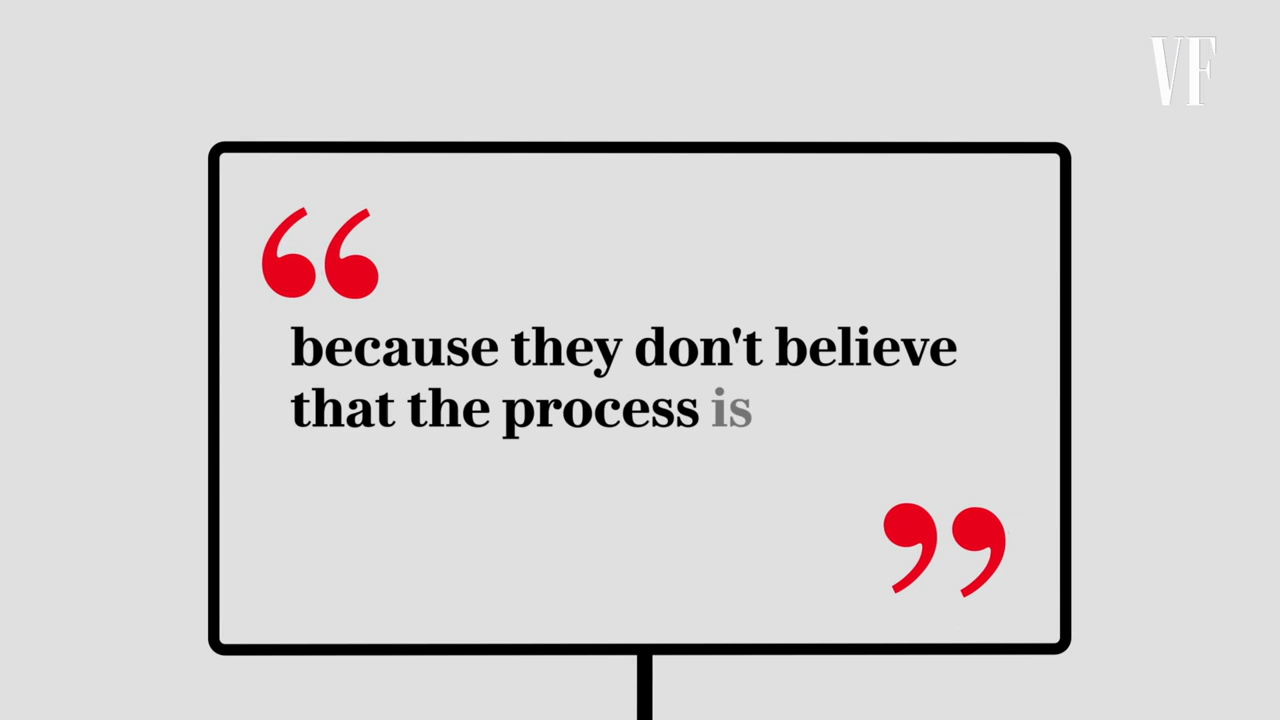 VF
“
because they don't believe
that the process is
”